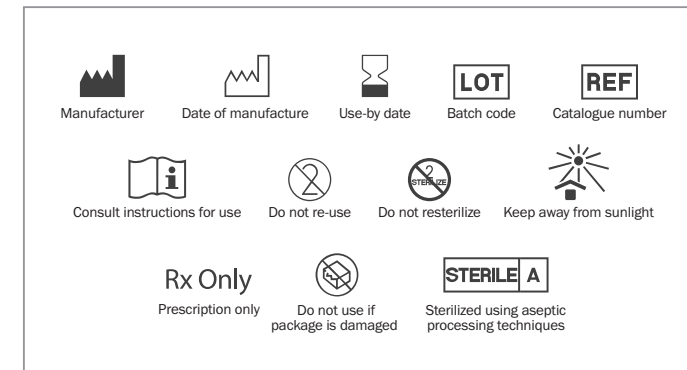 LOT
REF
Manufacturer
Date of manufacture
Use-by date
Batch code
Catalogue number
i
2
2
STERILIZE
Consult instructions for use
Do not re-use
Do not resterilize
Keep away from sunlight
Rx Only
STERILE A
Prescription only
Do not use if
package is damaged
Sterilized using aseptic
processing techniques